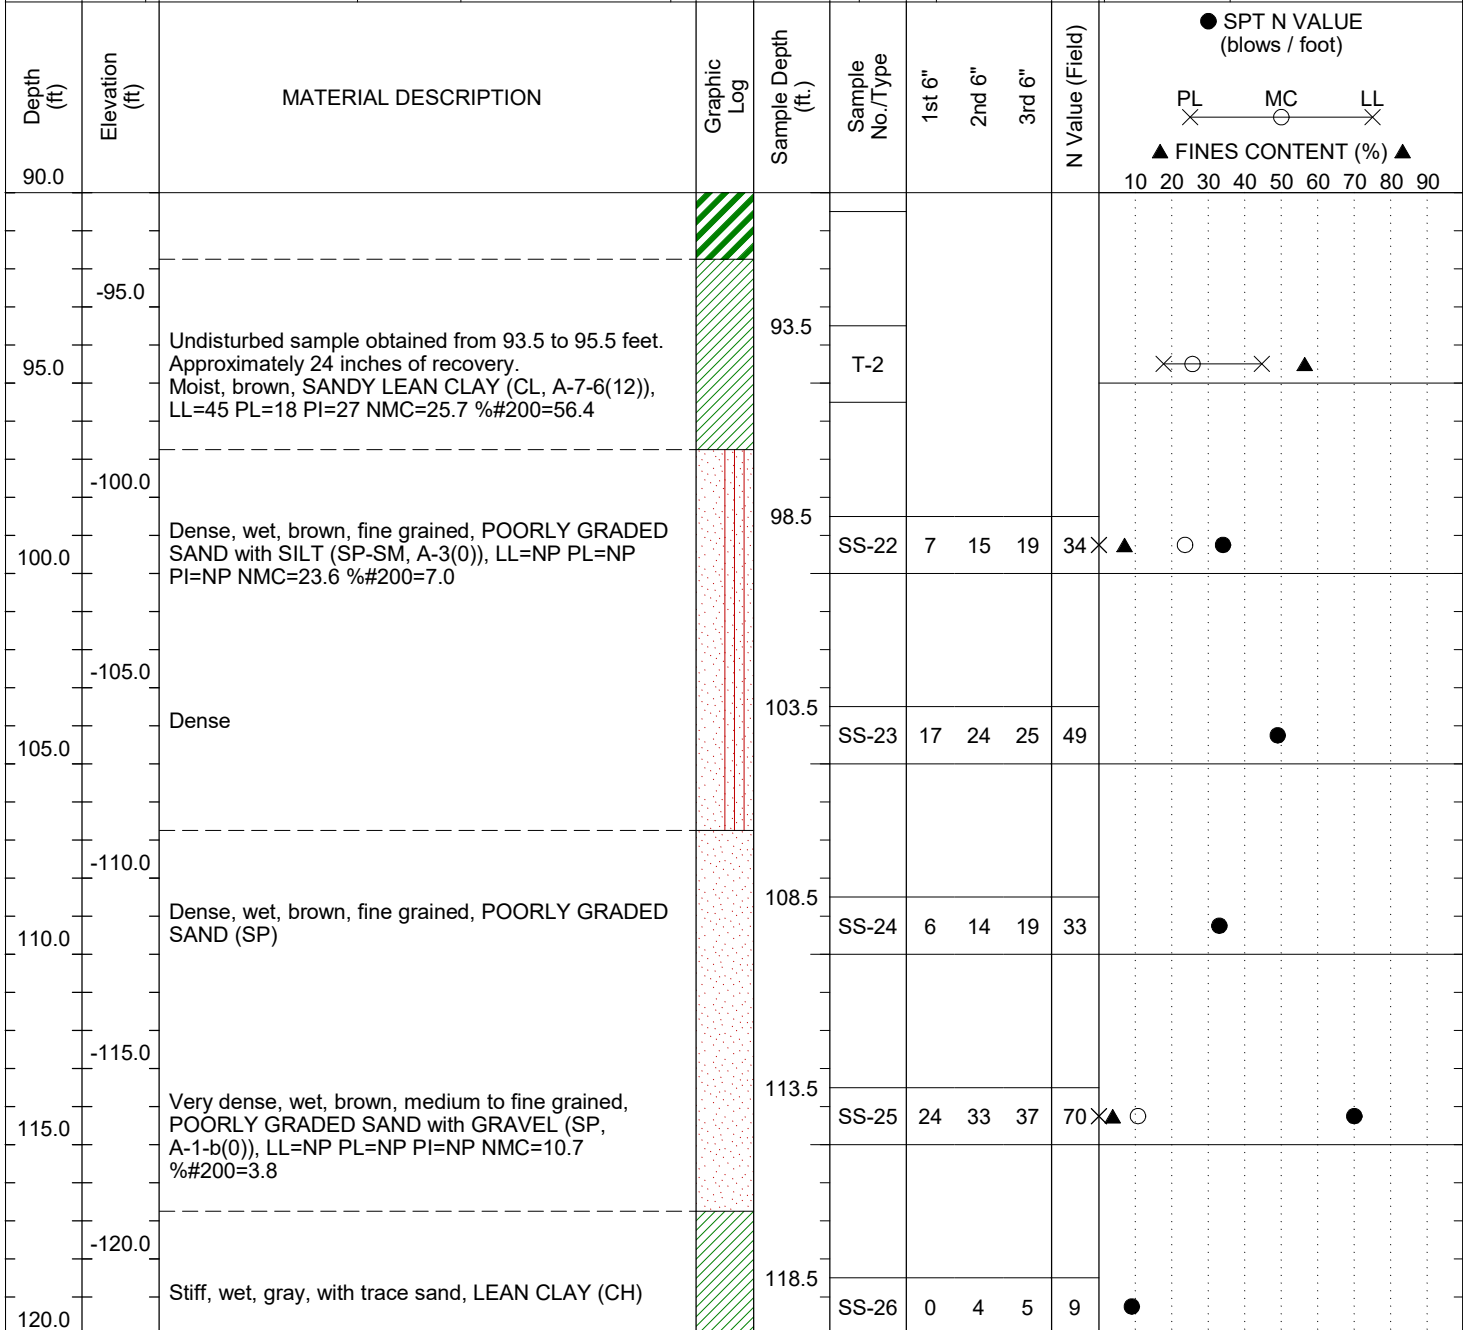 Depth
(ft)
Elevation
(ft)
MATERIAL DESCRIPTION
Graphic
Log
Sample Depth
(ft.)
Sample
No./Type
1st 6"
2nd 6"
3rd 6"
N Value (Field)
● SPT N VALUE
(blows / foot)
PL MC LL
▲ FINES CONTENT (%) ▲
10 20 30 40 50 60 70 80 90
90.0
-95.0
93.5
Undisturbed sample obtained from 93.5 to 95.5 feet.
Approximately 24 inches of recovery.
Moist, brown, SANDY LEAN CLAY (CL, A-7-6(12)),
LL=45 PL=18 PI=27 NMC=25.7 %#200=56.4
95.0
T-2
-100.0
98.5
Dense, wet, brown, fine grained, POORLY GRADED
SAND with SILT (SP-SM, A-3(0)), LL=NP PL=NP
PI=NP NMC=23.6 %#200=7.0
SS-22 7 15 19 34
100.0
-105.0
103.5
Dense
SS-23 17 24 25 49
105.0
-110.0
108.5
Dense, wet, brown, fine grained, POORLY GRADED
SAND (SP)
SS-24 6 14 19 33
110.0
-115.0
113.5
Very dense, wet, brown, medium to fine grained,
POORLY GRADED SAND with GRAVEL (SP,
A-1-b(0)), LL=NP PL=NP PI=NP NMC=10.7
%#200=3.8
SS-25 24 33 37 70
115.0
-120.0
118.5
Stiff, wet, gray, with trace sand, LEAN CLAY (CH)
SS-26 0 4 5 9
120.0